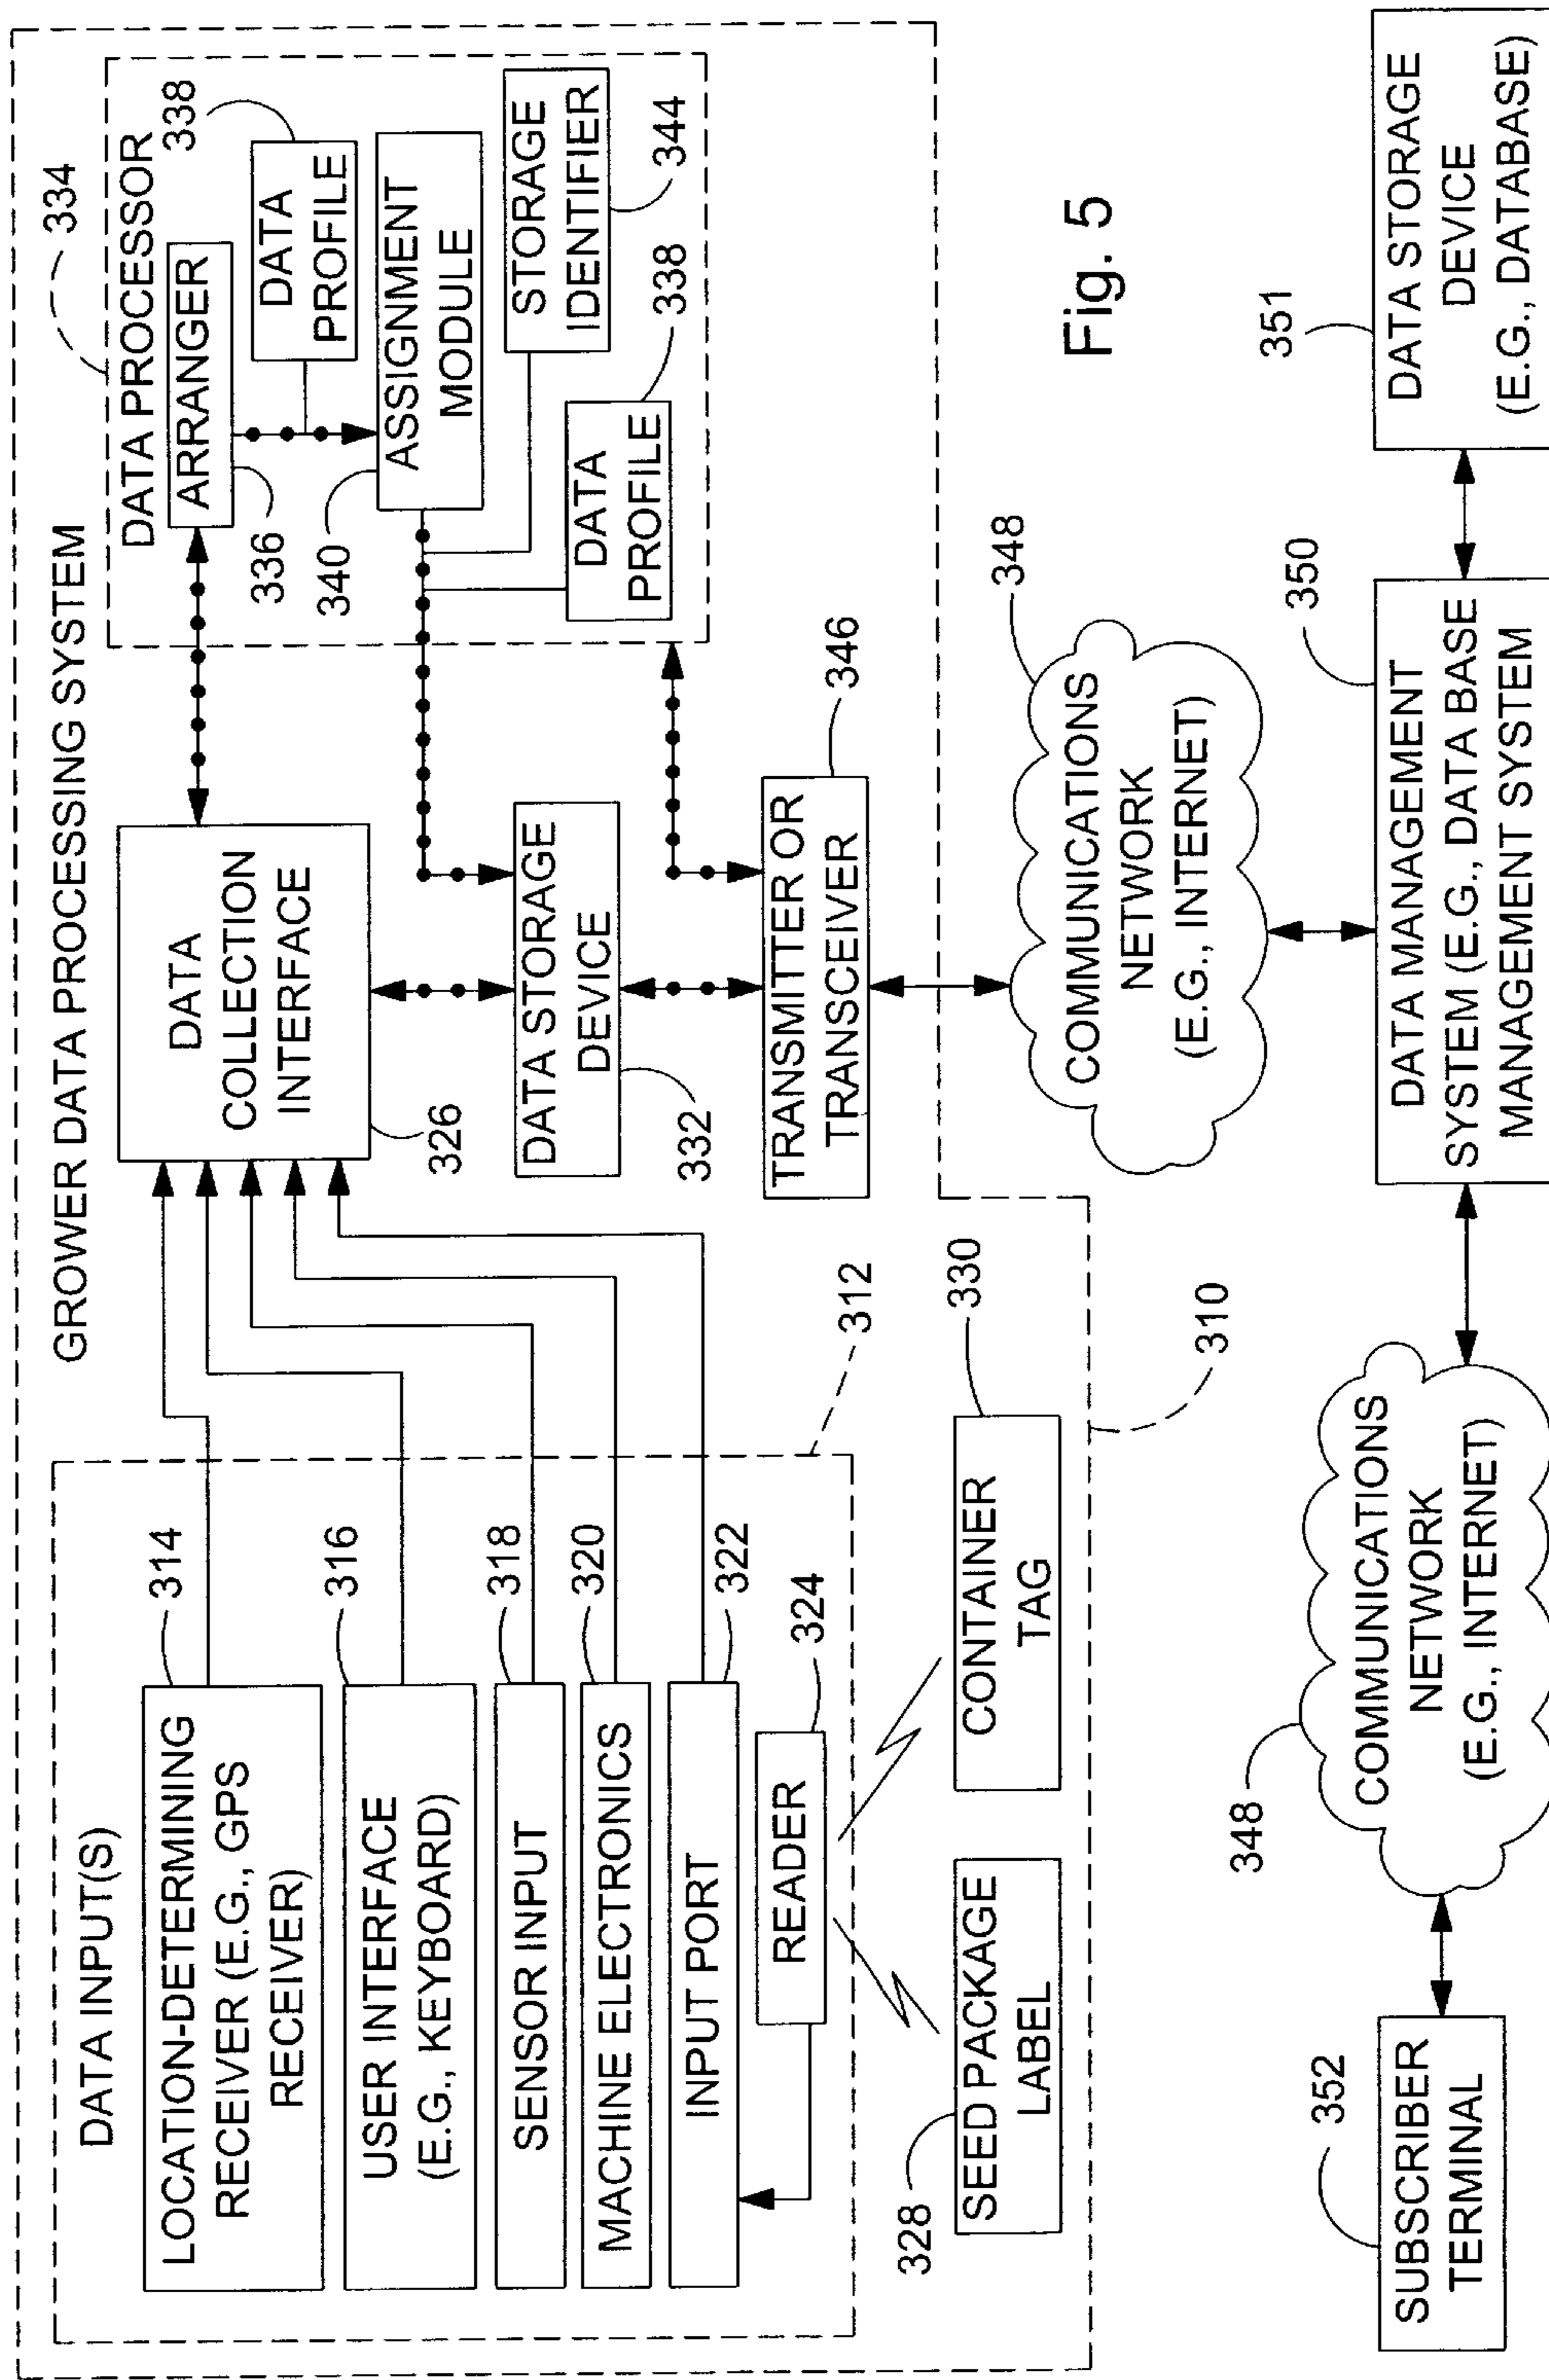 GROWER DATA PROCESSING SYSTEM
DATA INPUT(S)
314
LOCATION-DETERMINING
RECEIVER (E.G., GPS
RECEIVER)
316
USER INTERFACE
(E.G., KEYBOARD)
318
SENSOR INPUT
320
MACHINE ELECTRONICS
322
INPUT PORT
324
READER
312
328
SEED PACKAGE
LABEL
330
CONTAINER
TAG
310
DATA
COLLECTION
INTERFACE
326
DATA STORAGE
DEVICE
332
TRANSMITTER OR
TRANSCEIVER
346
334
DATA PROCESSOR
ARRANGER
336
338
DATA
PROFILE
340
ASSIGNMENT
MODULE
STORAGE
IDENTIFIER
344
DATA
PROFILE
338
348
COMMUNICATIONS
NETWORK
(E.G., INTERNET)
Fig. 5
352
SUBSCRIBER
TERMINAL
348
COMMUNICATIONS
NETWORK
(E.G., INTERNET)
350
DATA MANAGEMENT
SYSTEM (E.G., DATA BASE
MANAGEMENT SYSTEM
351
DATA STORAGE
DEVICE
(E.G., DATABASE)